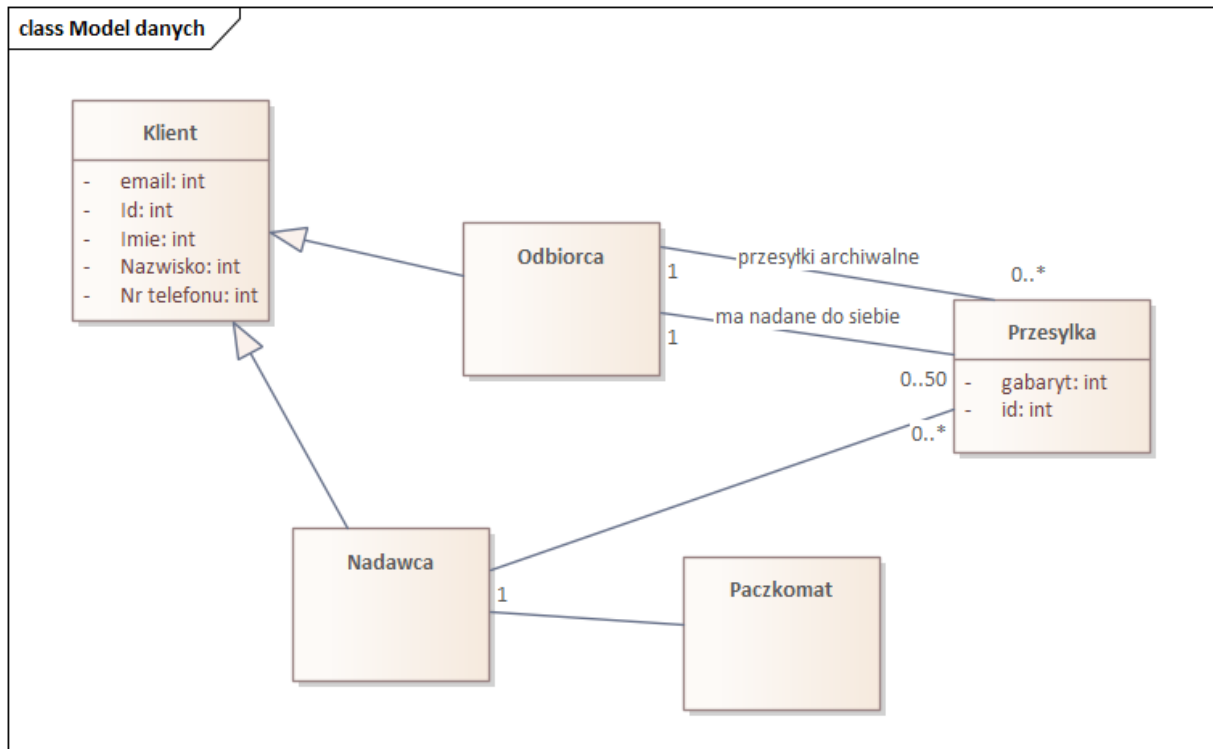 class Model danych
Klient
- email: int
- Id: int
- Imie: int
- Nazwisko: int
- Nr telefonu: int
Odbiorca
1
przesyłki archiwalne
0..*
1
ma nadane do siebie
0..50
Przesylka
- gabaryt: int
- id: int
0..*
Nadawca
1
Paczkomat